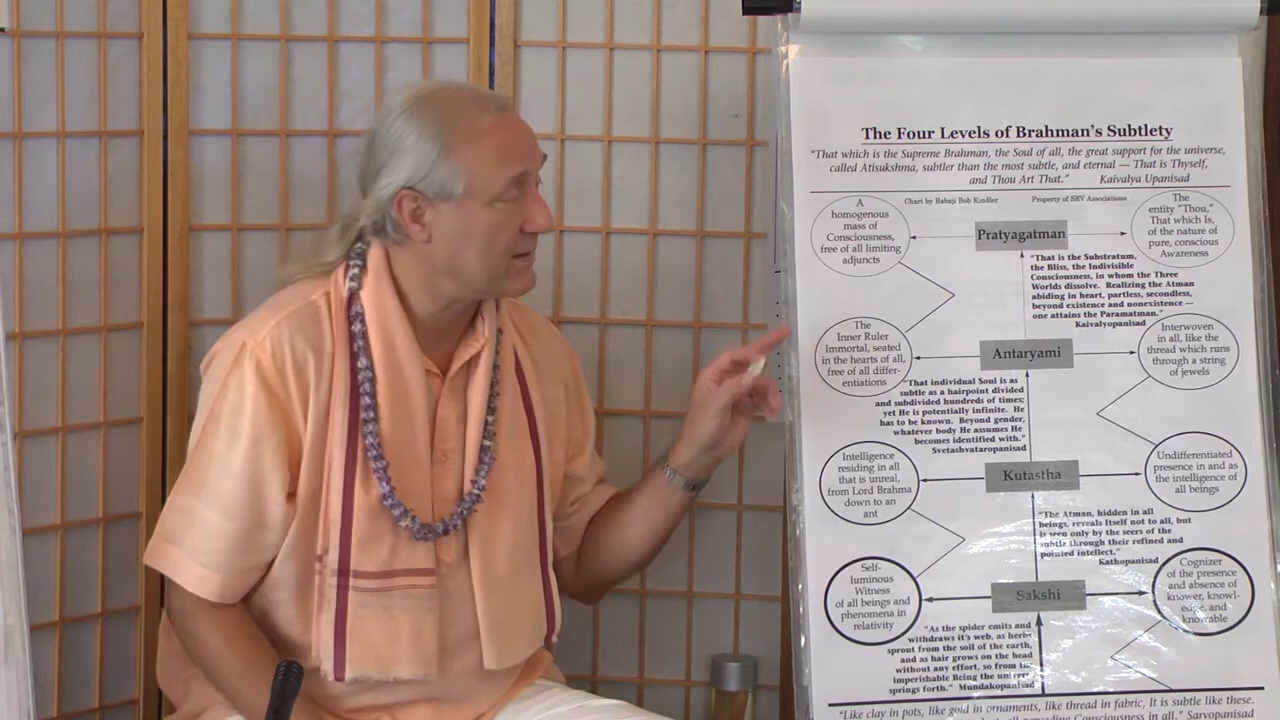 The Four Levels of Brahman's Subtlety
"That which is the Supreme Brahman, the Soul of all, the great support for the universe,
called Atisukshma, subtler than the most subtle, and eternal — That is Thyself,
and Thou Art That." Kaivalya Upanisad
Chart by Babaji Bob Kindler
Property of SRV Associations
A
homogenous
mass of
Consciousness,
free of all limiting
adjuncts
Pratyagatman
The
entity "Thou,"
That which Is,
of the nature of
pure, conscious
Awareness
"That is the Substratum,
the Bliss, the Indivisible
Consciousness, in whom the Three
Worlds dissolve. Realizing the Atman
abiding in heart, partless, secondless,
beyond existence and nonexistence —
one attains the Paramatman."
Kaivalyopanisad
The
Inner Ruler
Immortal, seated
in the hearts of all,
free of all differ-
entiations
Antaryami
Interwoven
in all, like the
thread which runs
through a string
of jewels
"That individual Soul is as
subtle as a hairpoint divided
and subdivided hundreds of times;
yet He is potentially infinite. He
has to be known. Beyond gender,
whatever body He assumes He
becomes identified with."
Svetashvataropanisad
Intelligence
residing in all
that is unreal,
from Lord Brahma
down to an
ant
Kutastha
Undifferentiated
presence in and as
the intelligence of
all beings
"The Atman, hidden in all
beings, reveals Itself not to all, but
is seen only by the seers of the
subtle through their refined and
pointed intellect."
Kathopanisad
Self-
luminous
Witness
of all beings and
phenomena in
relativity
Sakshi
Cognizer
of the presence
and absence of
knower, knowl-
edge, and
knowable
"As the spider emits and
withdraws it's web, as herbs
sprout from the soil of the earth,
and as hair grows on the head
without any effort, so from the
imperishable Being the universe
springs forth." Mundakopanisad
"Like clay in pots, like gold in ornaments, like thread in fabric, It is subtle like these.
Consciousness in all." Sarvopanisad